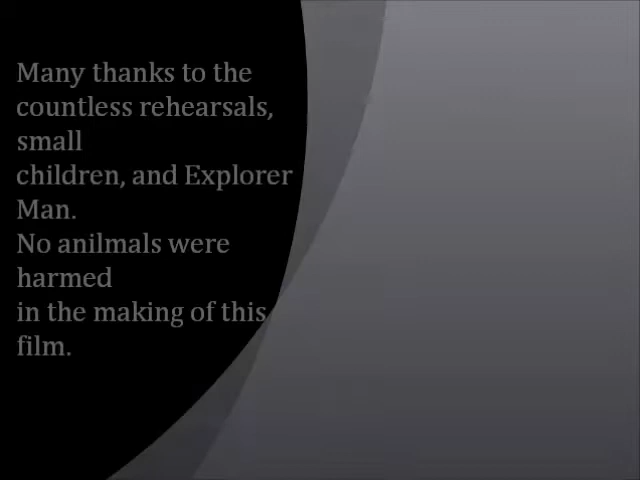 Many thanks to the
countless rehearsals,
small
children, and Explorer
Man.
No anilmals were
harmed
in the making of this
film.